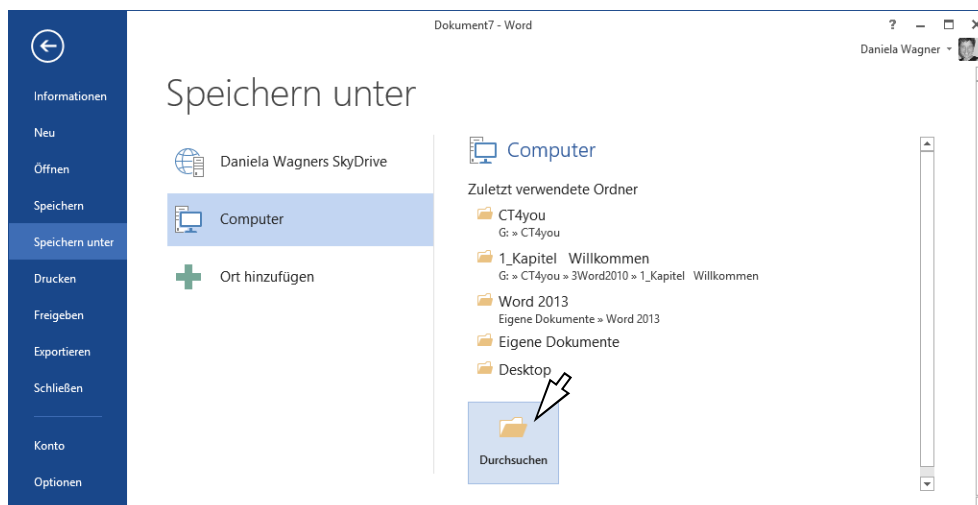 Dokument7 - Word
?
Daniela Wagner
Informationen
Neu
Öffnen
Speichern
Speichern unter
Drucken
Freigeben
Exportieren
Schließen
Konto
Optionen
Speichern unter
Daniela Wagners SkyDrive
Computer
Ort hinzufügen
Computer
Zuletzt verwendete Ordner
CT4you
G: » CT4you
1_Kapitel Willkommen
G: » CT4you » 3Word2010 » 1_Kapitel Willkommen
Word 2013
Eigene Dokumente » Word 2013
Eigene Dokumente
Desktop
Durchsuchen